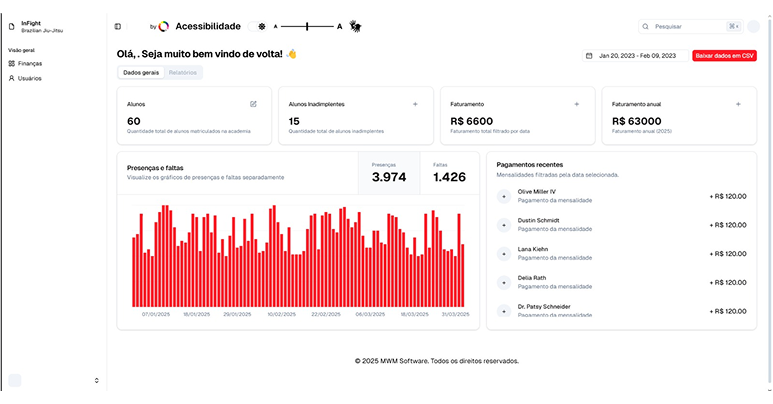 InFight
Brazilian Jiu-Jitsu
Visão geral
Finanças
Usuários
by Acessibilidade
A A
Pesquisar
Olá, . Seja muito bem vindo de volta! 👋
Jan 20, 2023 - Feb 09, 2023
Baixar dados em CSV
Dados gerais Relatórios
Alunos
60
Quantidade total de alunos matriculados na academia
Alunos Inadimplentes
15
Quantidade total de alunos inadimplentes
Faturamento
R$ 6600
Faturamento total filtrado por data
Faturamento anual
R$ 63000
Faturamento anual (2025)
Presenças e faltas
Visualize os gráficos de presenças e faltas separadamente
Presenças
3.974
Faltas
1.426
07/01/2025 18/01/2025 29/01/2025 10/02/2025 22/02/2025 06/03/2025 18/03/2025 31/03/2025
Pagamentos recentes
Mensalidades filtradas pela data selecionada.
Olive Miller IV
Pagamento da mensalidade
+ R$ 120.00
Dustin Schmidt
Pagamento da mensalidade
+ R$ 120.00
Lana Kiehn
Pagamento da mensalidade
+ R$ 120.00
Delia Rath
Pagamento da mensalidade
+ R$ 120.00
Dr. Patsy Schneider
Pagamento da mensalidade
+ R$ 120.00
© 2025 MWM Software. Todos os direitos reservados.